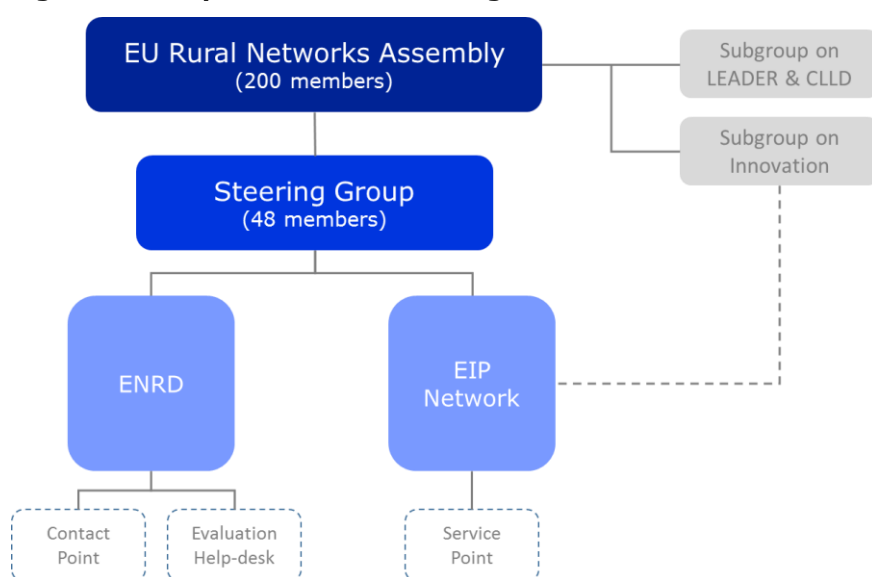 EU Rural Networks Assembly
(200 members)
Subgroup on
LEADER & CLLD
Subgroup on
Innovation
Steering Group
(48 members)
ENRD
EIP
Network
Contact
Point
Evaluation
Help-desk
Service
Point